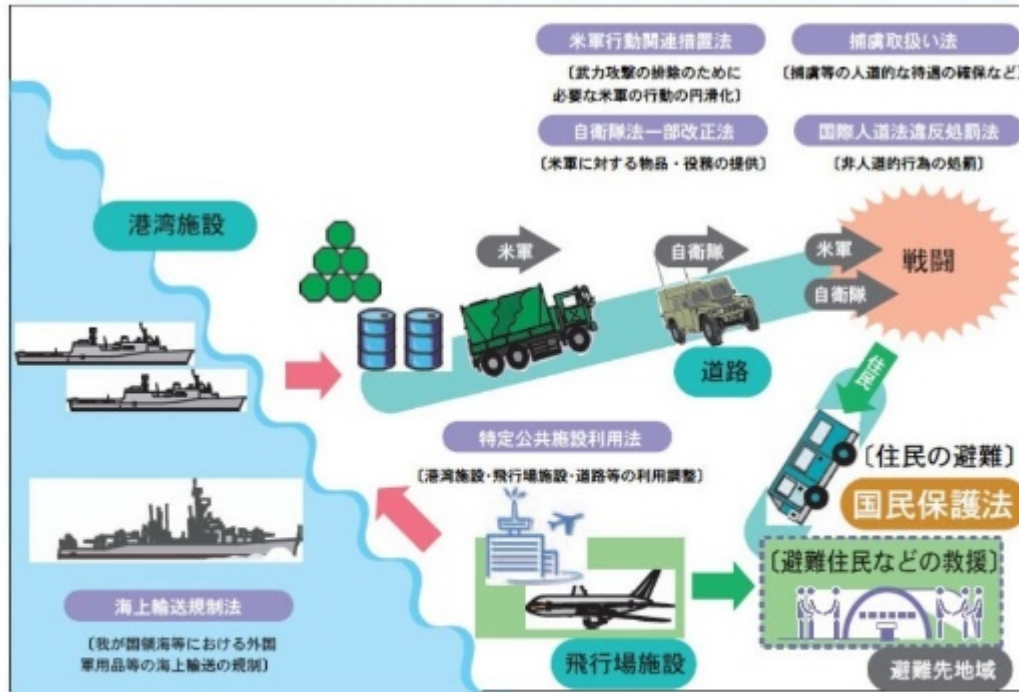 米軍行動関連措置法
〔武力攻撃の排除のために
必要な米軍の行動の円滑化〕
捕虜取扱い法
〔捕虜等の人道的な待遇の確保など〕
自衛隊法一部改正法
〔米軍に対する物品・役務の提供〕
国際人道法違反処罰法
〔非人道的行為の処罰〕
港湾施設
米軍
自衛隊
米軍
自衛隊
戦闘
道路
住民
特定公共施設利用法
〔港湾施設・飛行場施設・道路等の利用調整〕
〔住民の避難〕
国民保護法
〔避難住民などの救援〕
海上輸送規制法
〔我が国領海等における外国
軍用品等の海上輸送の規制〕
飛行場施設
避難先地域